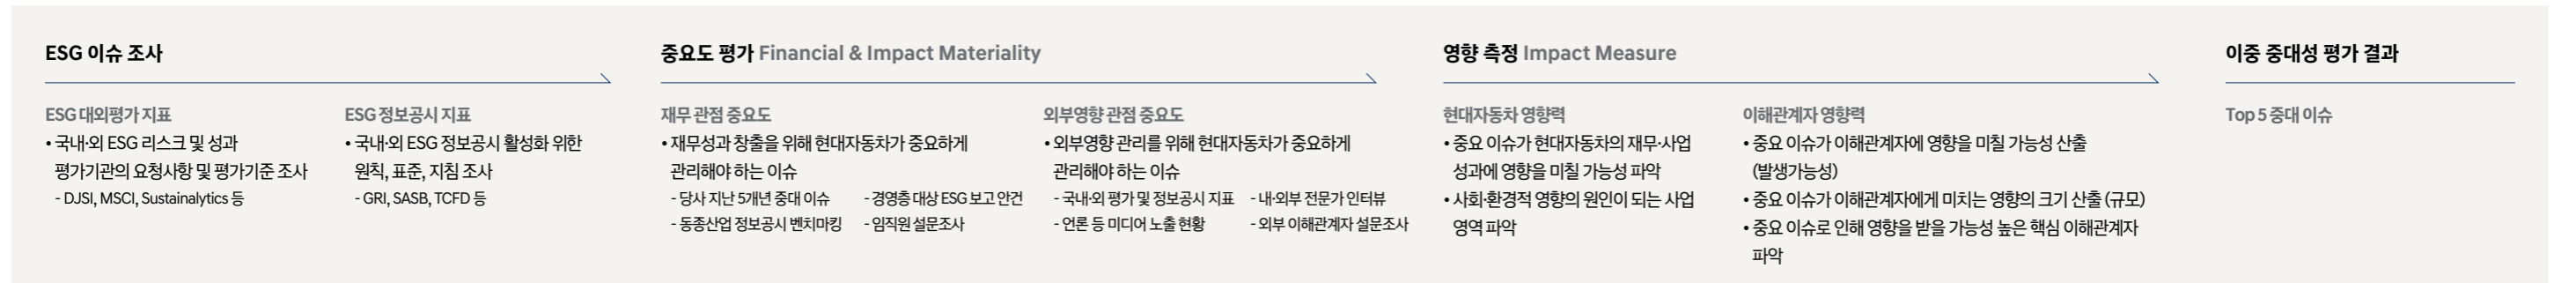 ESG 이슈 조사
ESG 대외평가 지표
• 국내·외 ESG 리스크 및 성과
평가기관의 요청사항 및 평가기준 조사
- DJSI, MSCI, Sustainalytics 등
ESG 정보공시 지표
• 국내·외 ESG 정보공시 활성화 위한
원칙, 표준, 지침 조사
- GRI, SASB, TCFD 등
중요도 평가 Financial & Impact Materiality
재무 관점 중요도
• 재무성과 창출을 위해 현대자동차가 중요하게
관리해야 하는 이슈
- 당사 지난 5개년 중대 이슈
- 동종산업 정보공시 벤치마킹
- 경영층 대상 ESG 보고 안건
- 임직원 설문조사
외부영향 관점 중요도
• 외부영향 관리를 위해 현대자동차가 중요하게
관리해야 하는 이슈
- 국내·외 평가 및 정보공시 지표
- 언론 등 미디어 노출 현황
- 내·외부 전문가 인터뷰
- 외부 이해관계자 설문조사
영향 측정 Impact Measure
현대자동차 영향력
• 중요 이슈가 현대자동차의 재무·사업
성과에 영향을 미칠 가능성 파악
• 사회·환경적 영향의 원인이 되는 사업
영역 파악
이해관계자 영향력
• 중요 이슈가 이해관계자에 영향을 미칠 가능성 산출
(발생가능성)
• 중요 이슈가 이해관계자에게 미치는 영향의 크기 산출 (규모)
• 중요 이슈로 인해 영향을 받을 가능성 높은 핵심 이해관계자
파악
이중 중대성 평가 결과
Top 5 중대 이슈